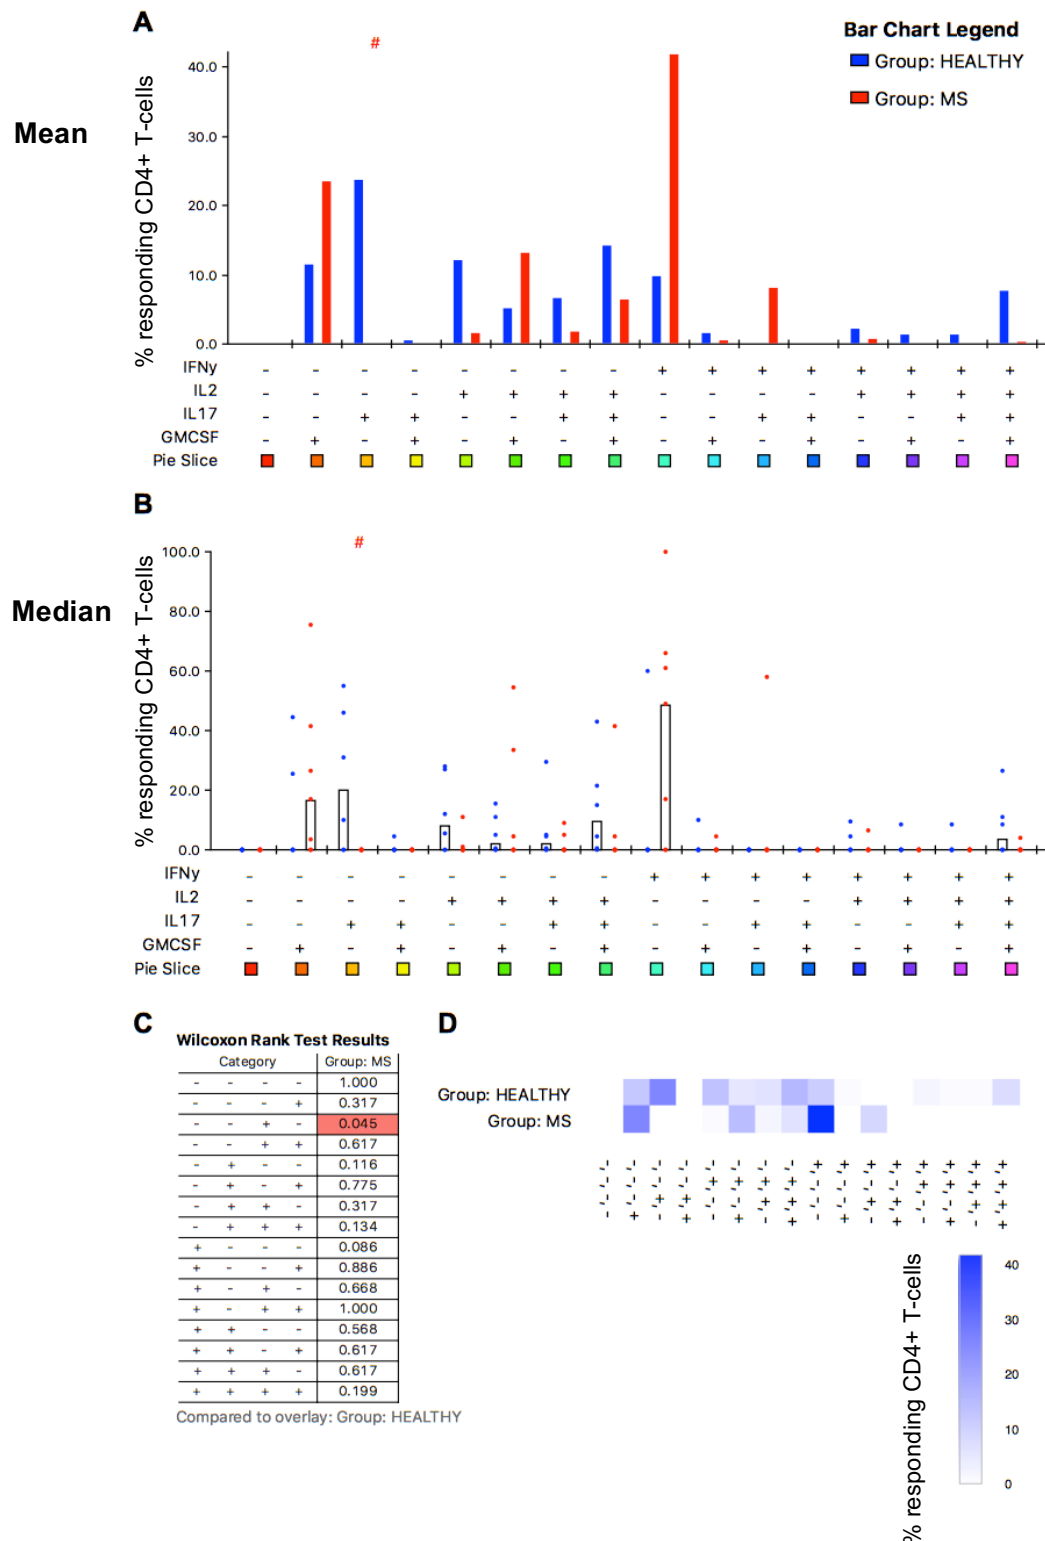 A
Bar Chart Legend
Group: HEALTHY
Group: MS
#
Mean
% responding CD4+ T-cells
40.0
30.0
20.0
10.0
0.0
IFNy - - - - - - - - + + + + + + + +
IL2 - - - - + + + + - - - - + + + +
IL17 - - + + - - + + - - + + - - + +
GMCSF - + - + - + - + - + - + - + - +
Pie Slice
B
#
Median
% responding CD4+ T-cells
100.0
80.0
60.0
40.0
20.0
0.0
IFNy - - - - - - - - + + + + + + + +
IL2 - - - - + + + + - - - - + + + +
IL17 - - + + - - + + - - + + - - + +
GMCSF - + - + - + - + - + - + - + - +
Pie Slice
C
Wilcoxon Rank Test Results
Category Group: MS
- - - - 1.000
- - - + 0.317
- - + - 0.045
- - + + 0.617
- + - - 0.116
- + - + 0.775
- + + - 0.317
- + + + 0.134
+ - - - 0.086
+ - - + 0.886
+ - + - 0.668
+ - + + 1.000
+ + - - 0.568
+ + - + 0.617
+ + + - 0.617
+ + + + 0.199
Compared to overlay: Group: HEALTHY
D
Group: HEALTHY
Group: MS
-,-,-,-
-,-,-,+
-,-,+,-
-,-,+,+
-,+,-,-
-,+,-,+
-,+,+,-
-,+,+,+
+,-,-,-
+,-,-,+
+,-,+,-
+,-,+,+
+,+,-,-
+,+,-,+
+,+,+,-
+,+,+,+
% responding CD4+ T-cells
40
30
20
10
0